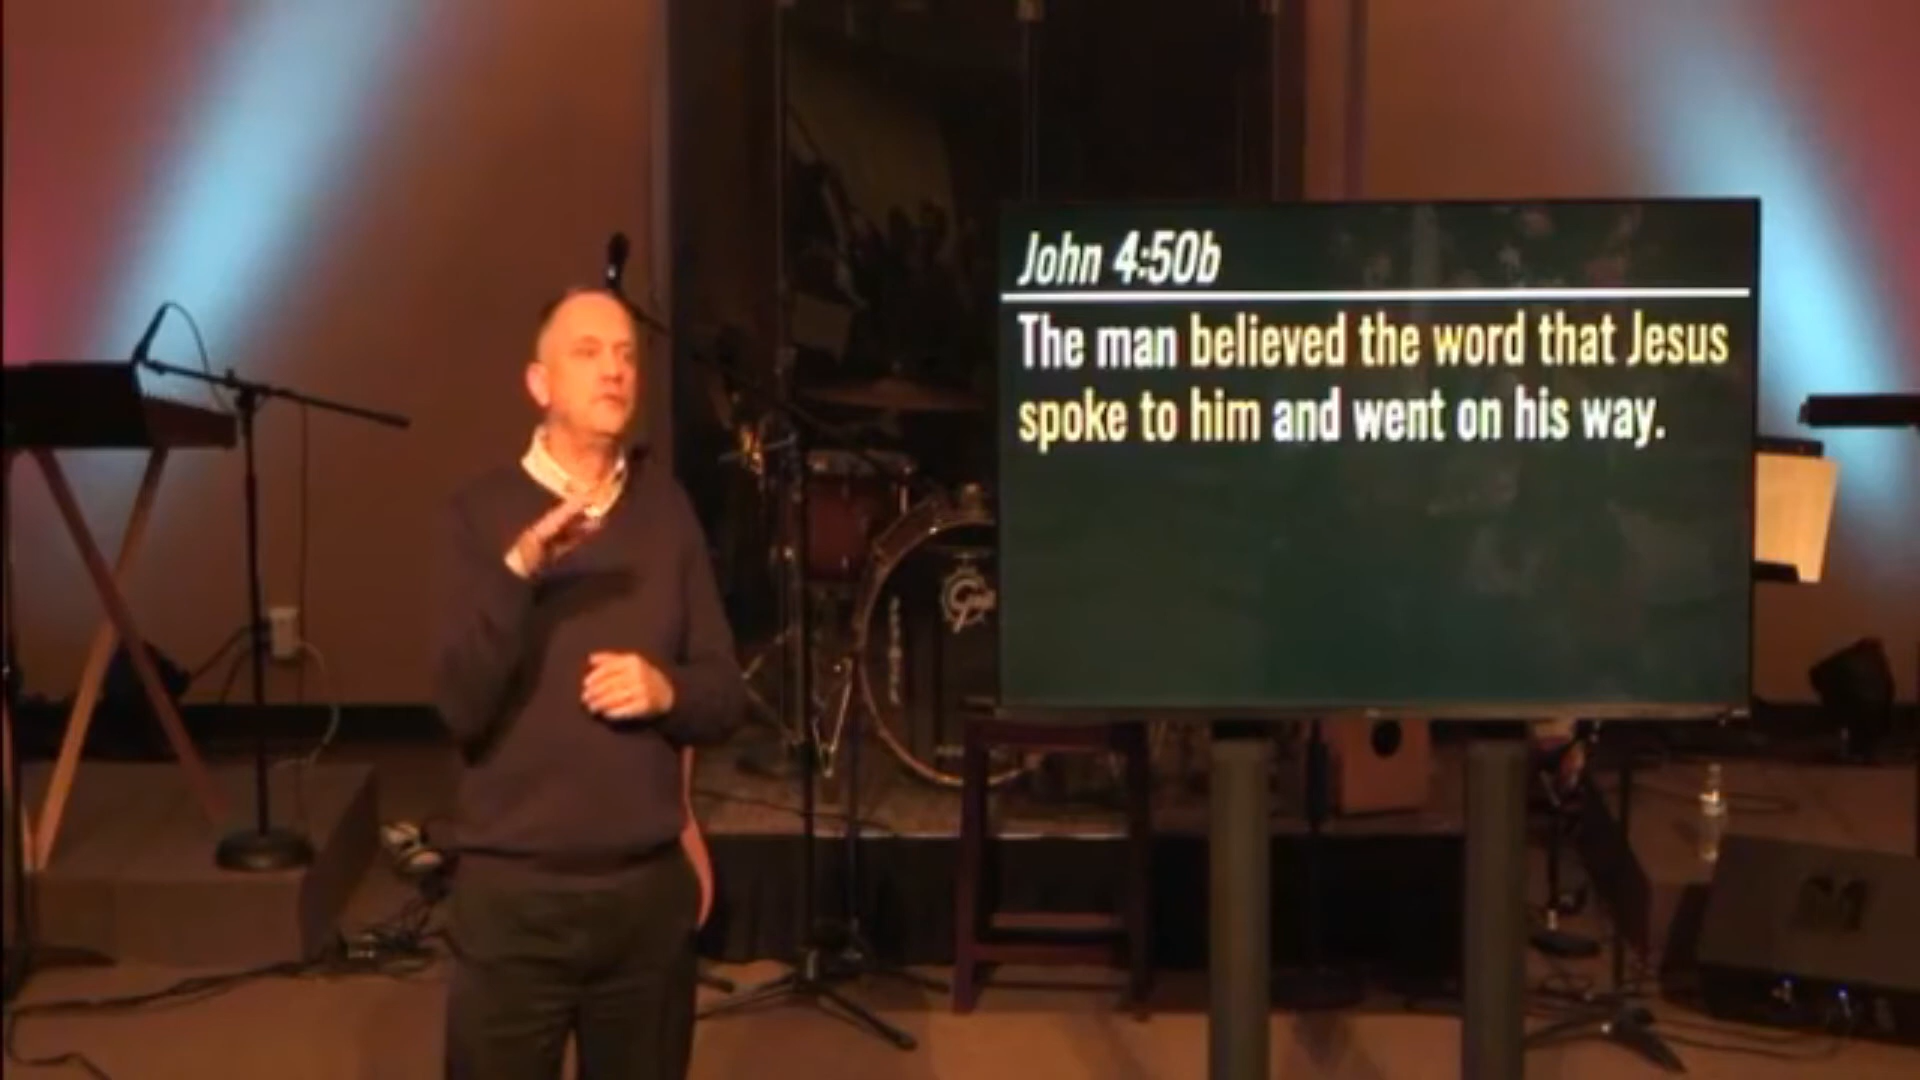 John 4:50b
The man believed the word that Jesus
spoke to him and went on his way.